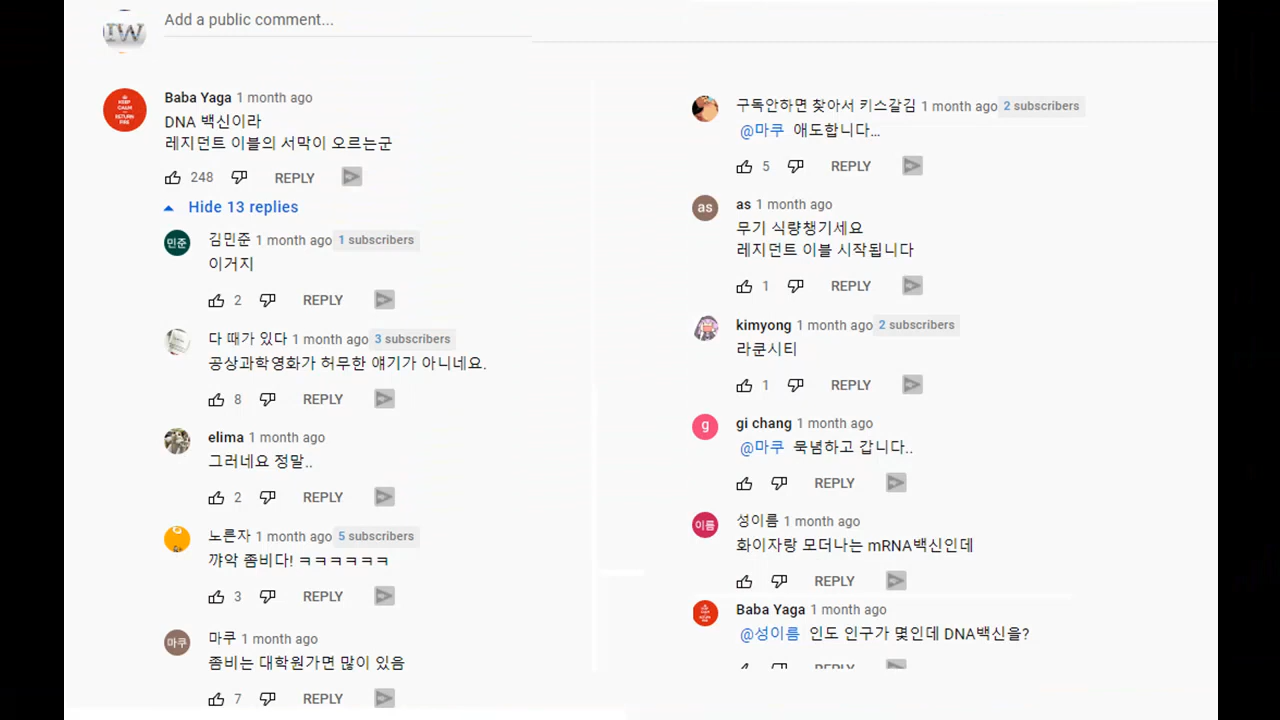 IW
Add a public comment...
KEEP
CALM
Baba Yaga 1 month ago
DNA 백신이라
레지던트 이블의 서막이 오르는군
248 REPLY
Hide 13 replies
민준
김민준 1 month ago 1 subscribers
이거지
2 REPLY
다 때가 있다 1 month ago 3 subscribers
공상과학영화가 허무한 얘기가 아니네요.
8 REPLY
elima 1 month ago
그러네요 정말..
2 REPLY
노른자 1 month ago 5 subscribers
꺄악 좀비다! ㅋㅋㅋㅋㅋㅋ
3 REPLY
마쿠
마쿠 1 month ago
좀비는 대학원가면 많이 있음
7 REPLY
구독안하면 찾아서 키스갈김 1 month ago 2 subscribers
@마쿠 애도합니다...
5 REPLY
as
as 1 month ago
무기 식량챙기세요
레지던트 이블 시작됩니다
1 REPLY
kimyong 1 month ago 2 subscribers
라쿤시티
1 REPLY
g
gi chang 1 month ago
@마쿠 묵념하고 갑니다..
REPLY
이름
성이름 1 month ago
화이자랑 모더나는 mRNA백신인데
REPLY
Baba Yaga 1 month ago
@성이름 인도 인구가 몇인데 DNA백신을?
REPLY